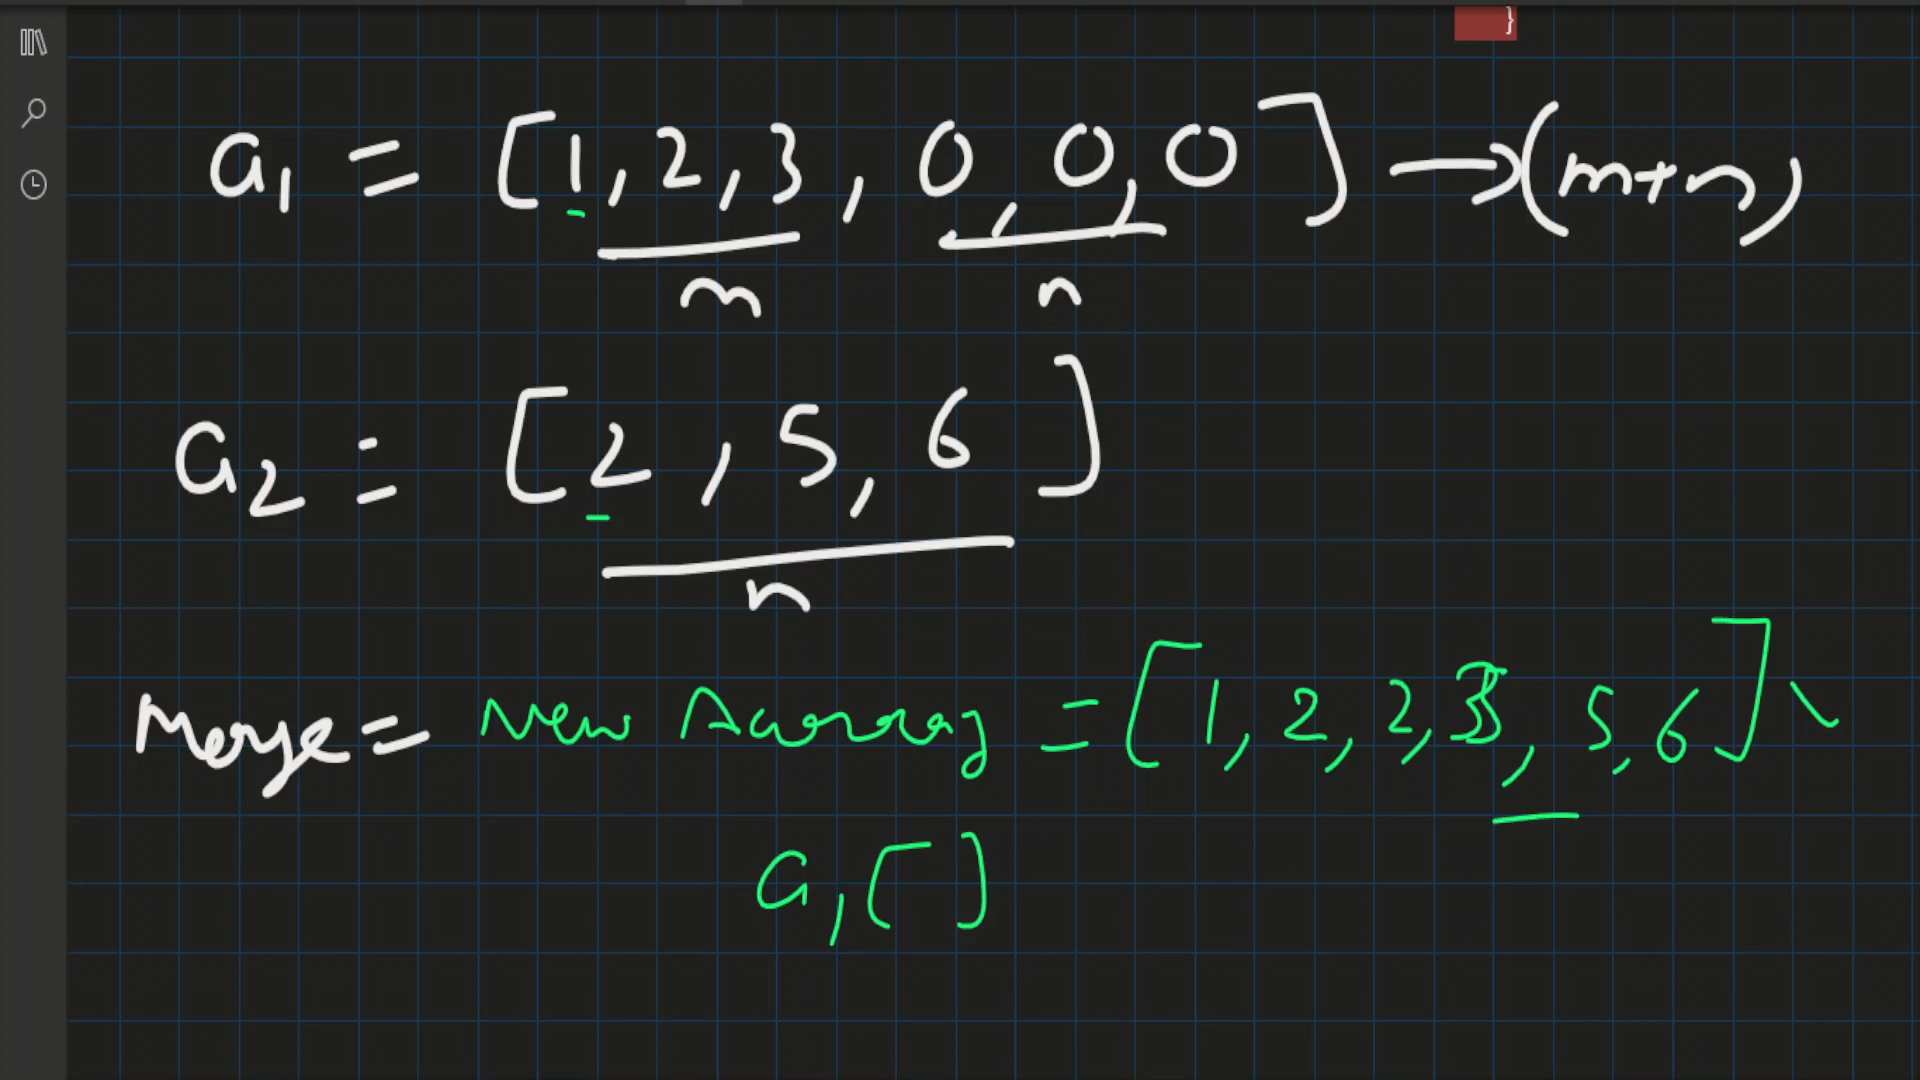 }
a1 = [1, 2, 3, 0, 0, 0] → (m+n)
m n
a2 = [2, 5, 6]
n
Merge = New Array = [1, 2, 2, 3, 5, 6]
a1[ ]